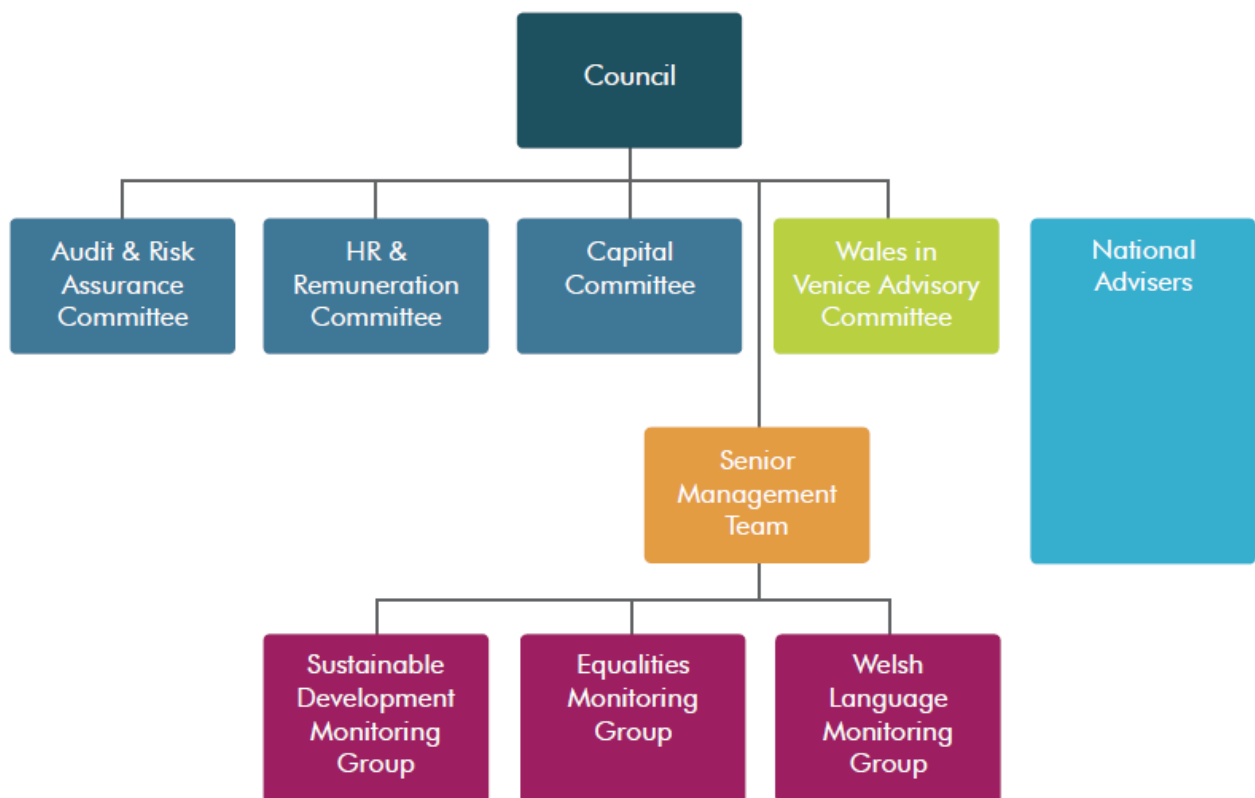 Council
Audit & Risk
Assurance
Committee
HR &
Remuneration
Committee
Capital
Committee
Wales in
Venice Advisory
Committee
National
Advisers
Senior
Management
Team
Sustainable
Development
Monitoring
Group
Equalities
Monitoring
Group
Welsh
Language
Monitoring
Group